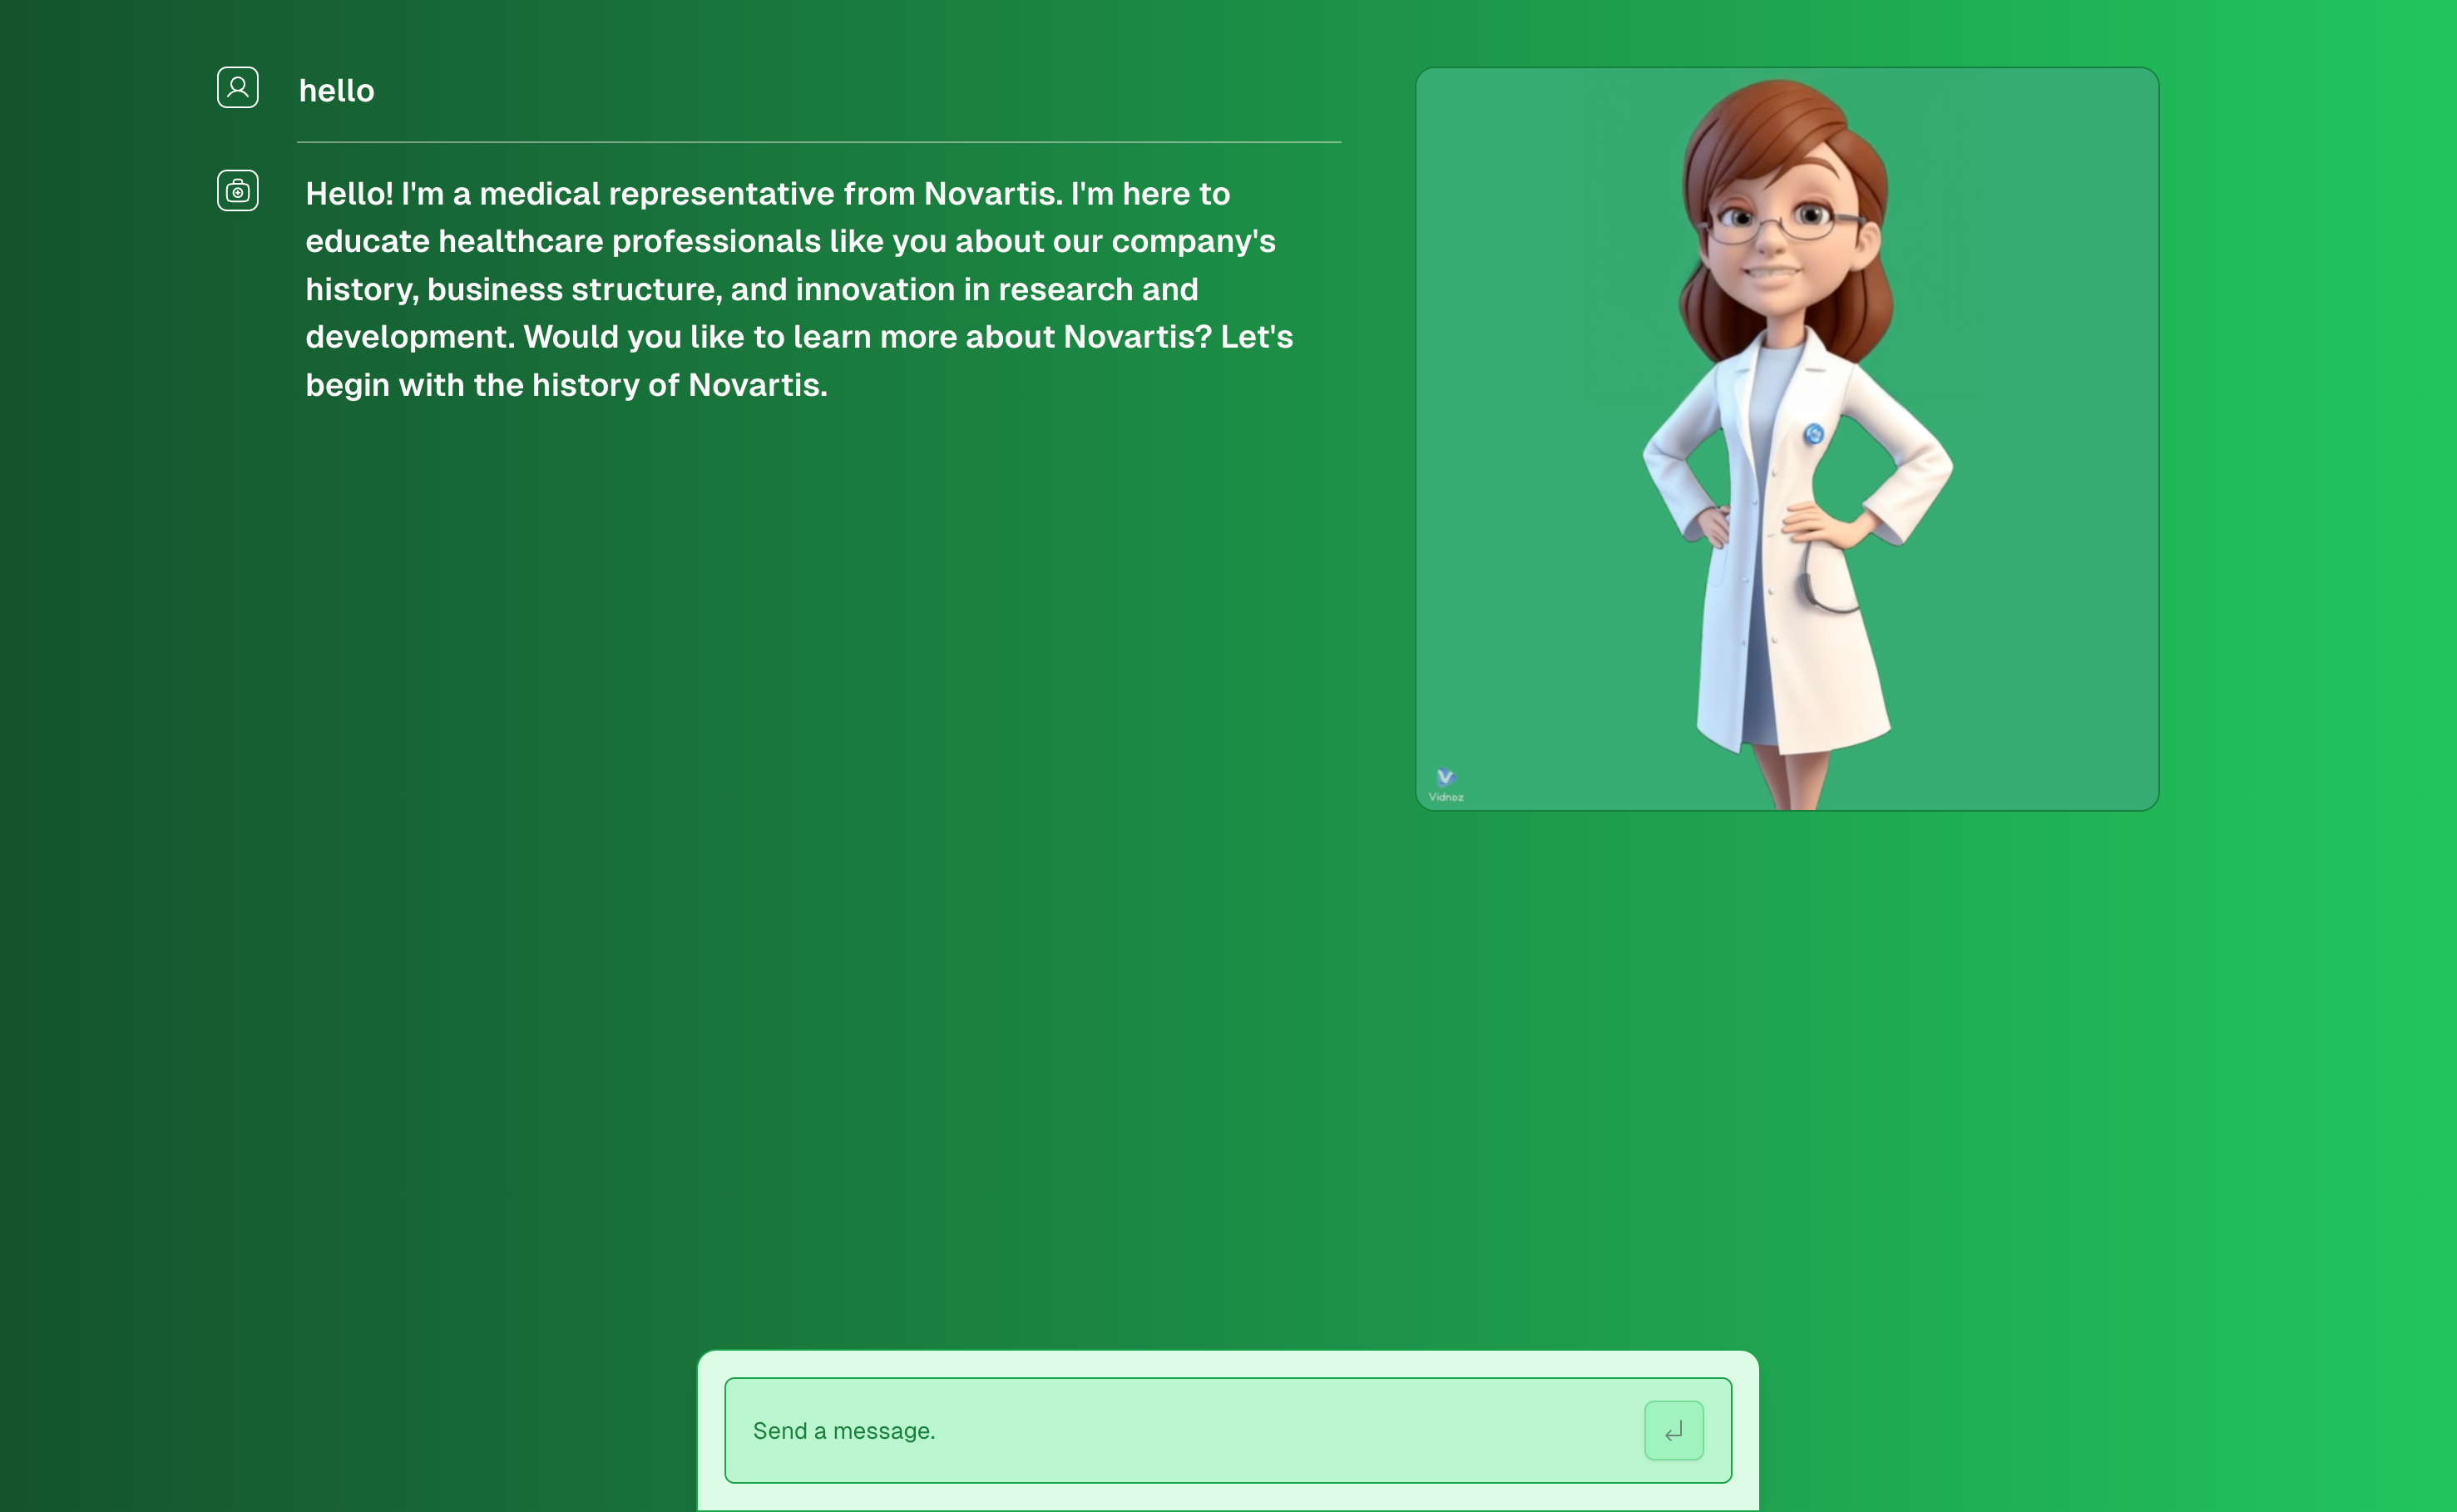 hello
Hello! I'm a medical representative from Novartis. I'm here to
educate healthcare professionals like you about our company's
history, business structure, and innovation in research and
development. Would you like to learn more about Novartis? Let's
begin with the history of Novartis.
Vidnoz
Send a message.